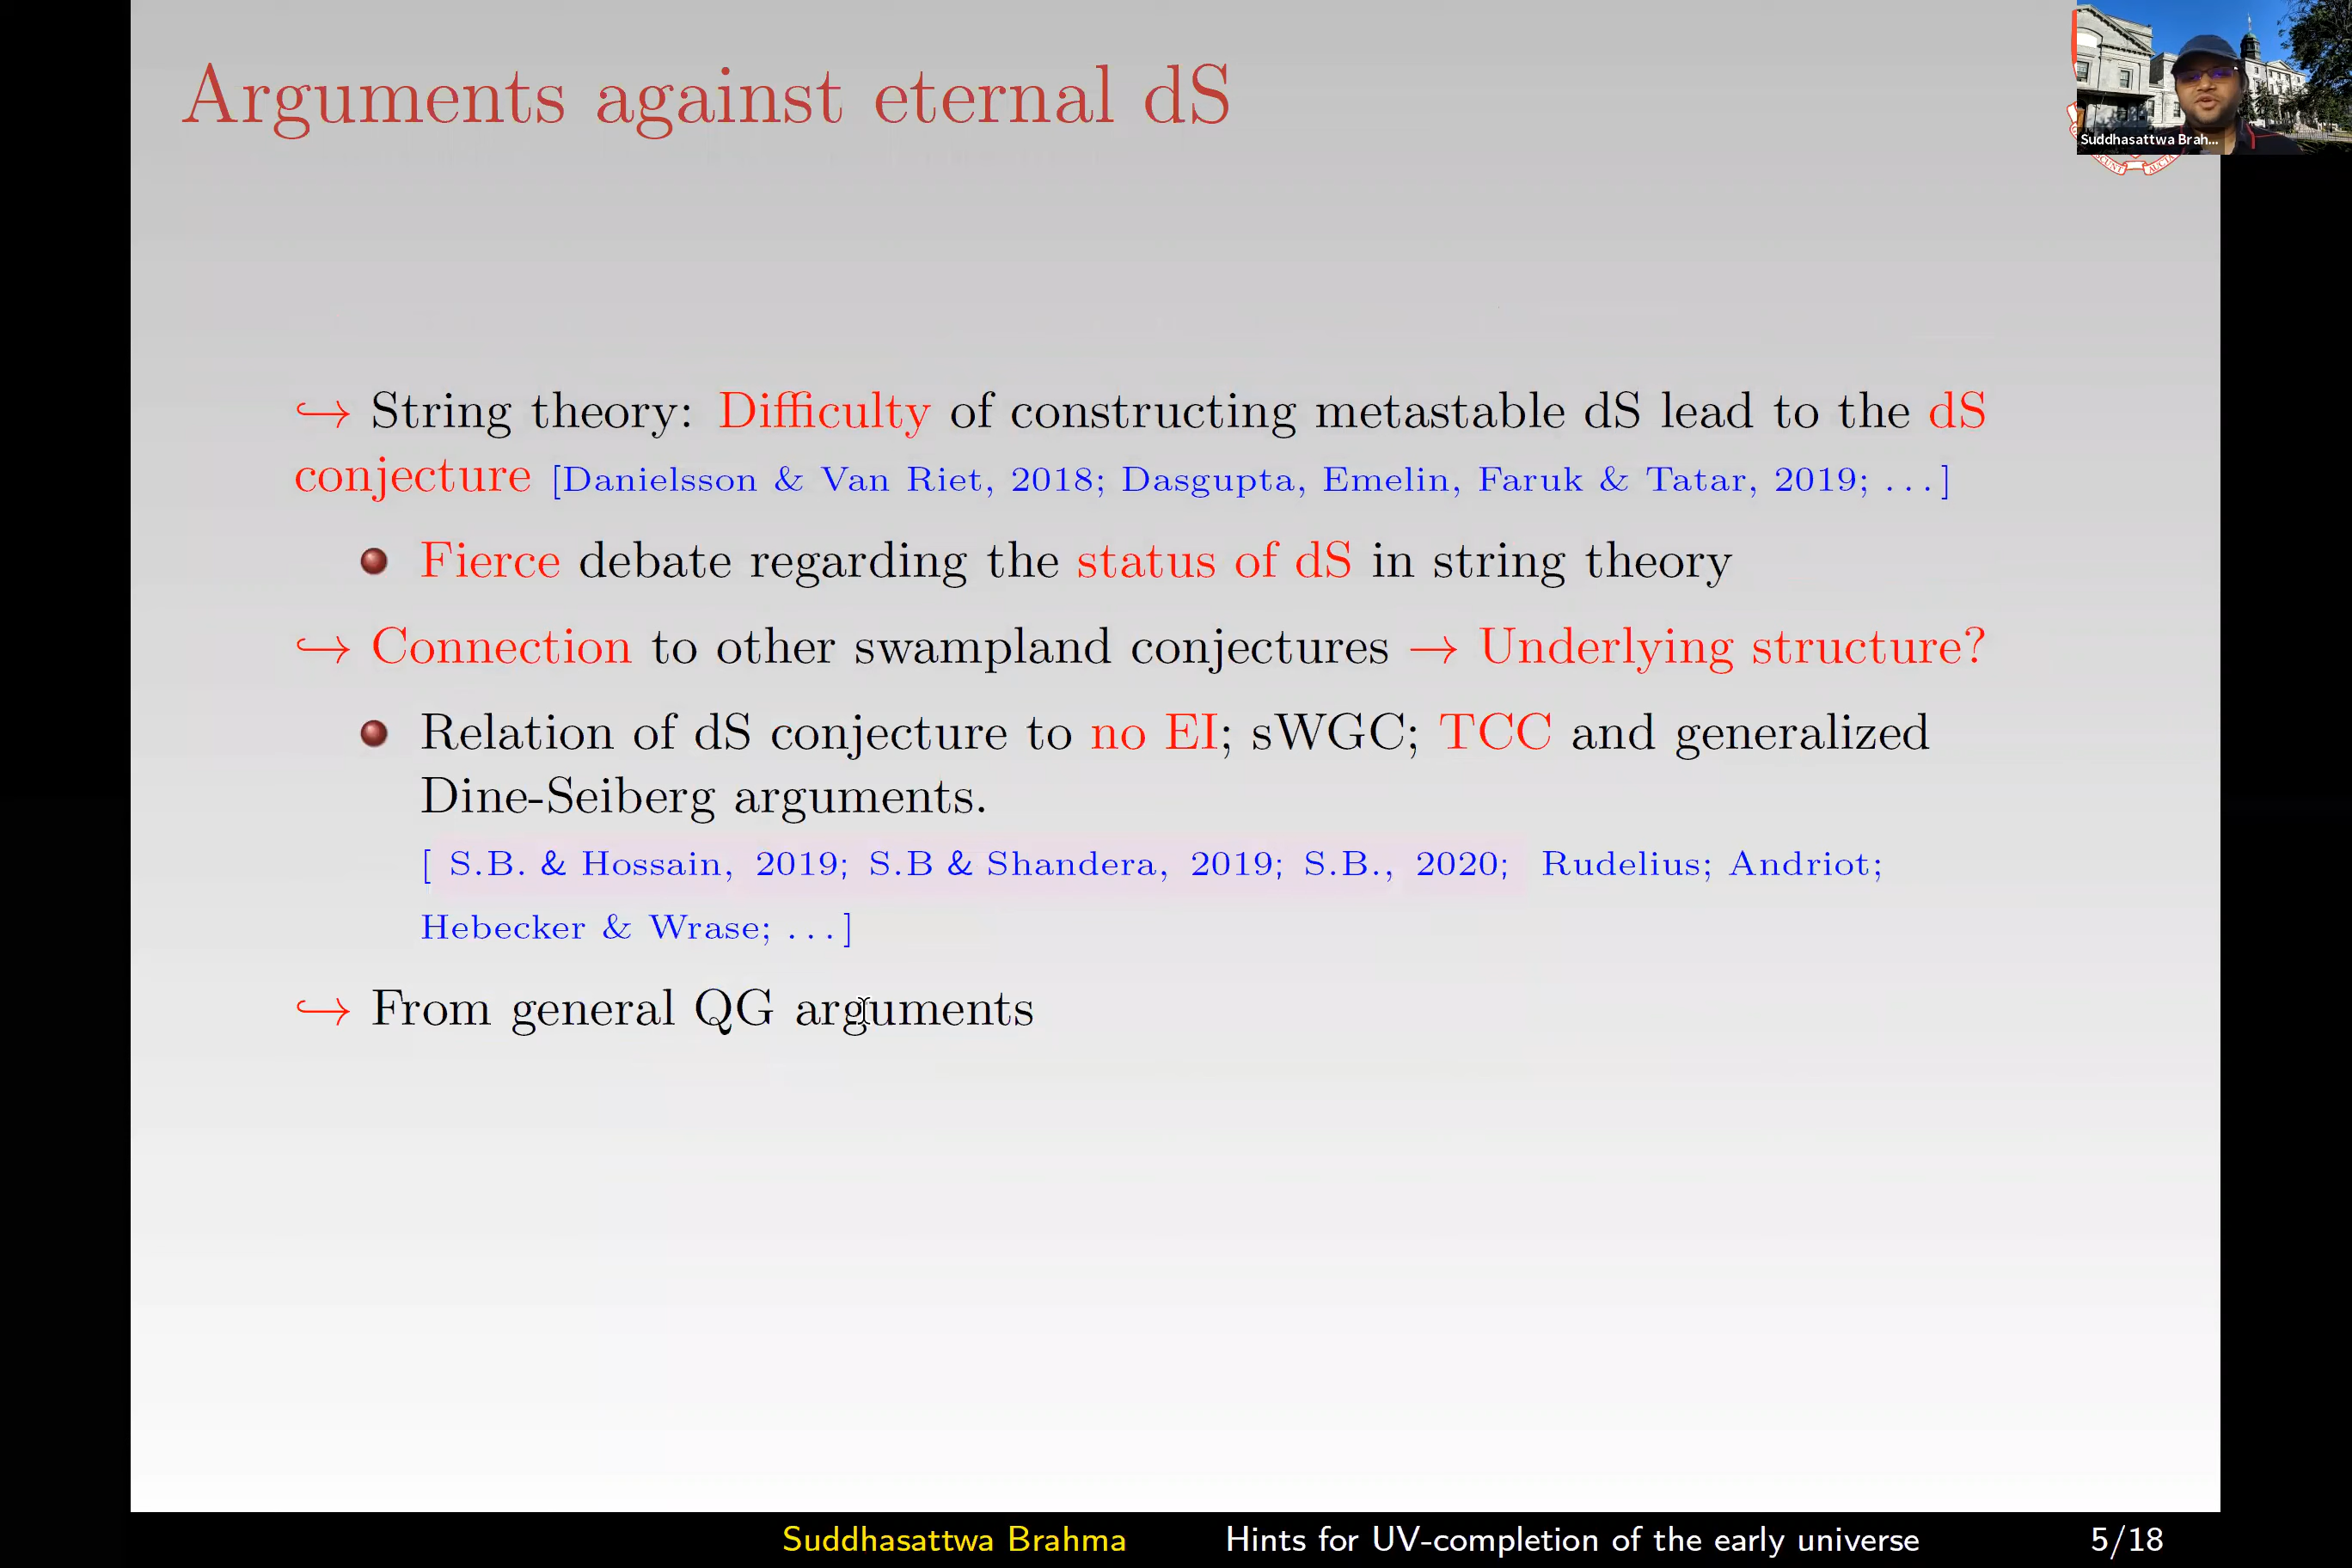 Arguments against eternal dS
Suddhasattwa Brah...
↪ String theory: Difficulty of constructing metastable dS lead to the dS
conjecture [Danielsson & Van Riet, 2018; Dasgupta, Emelin, Faruk & Tatar, 2019; ...]
Fierce debate regarding the status of dS in string theory
↪ Connection to other swampland conjectures → Underlying structure?
Relation of dS conjecture to no EI; sWGC; TCC and generalized
Dine-Seiberg arguments.
[ S.B. & Hossain, 2019; S.B & Shandera, 2019; S.B., 2020; Rudelius; Andriot;
Hebecker & Wrase; ...]
↪ From general QG arguments
Suddhasattwa Brahma Hints for UV-completion of the early universe 5/18